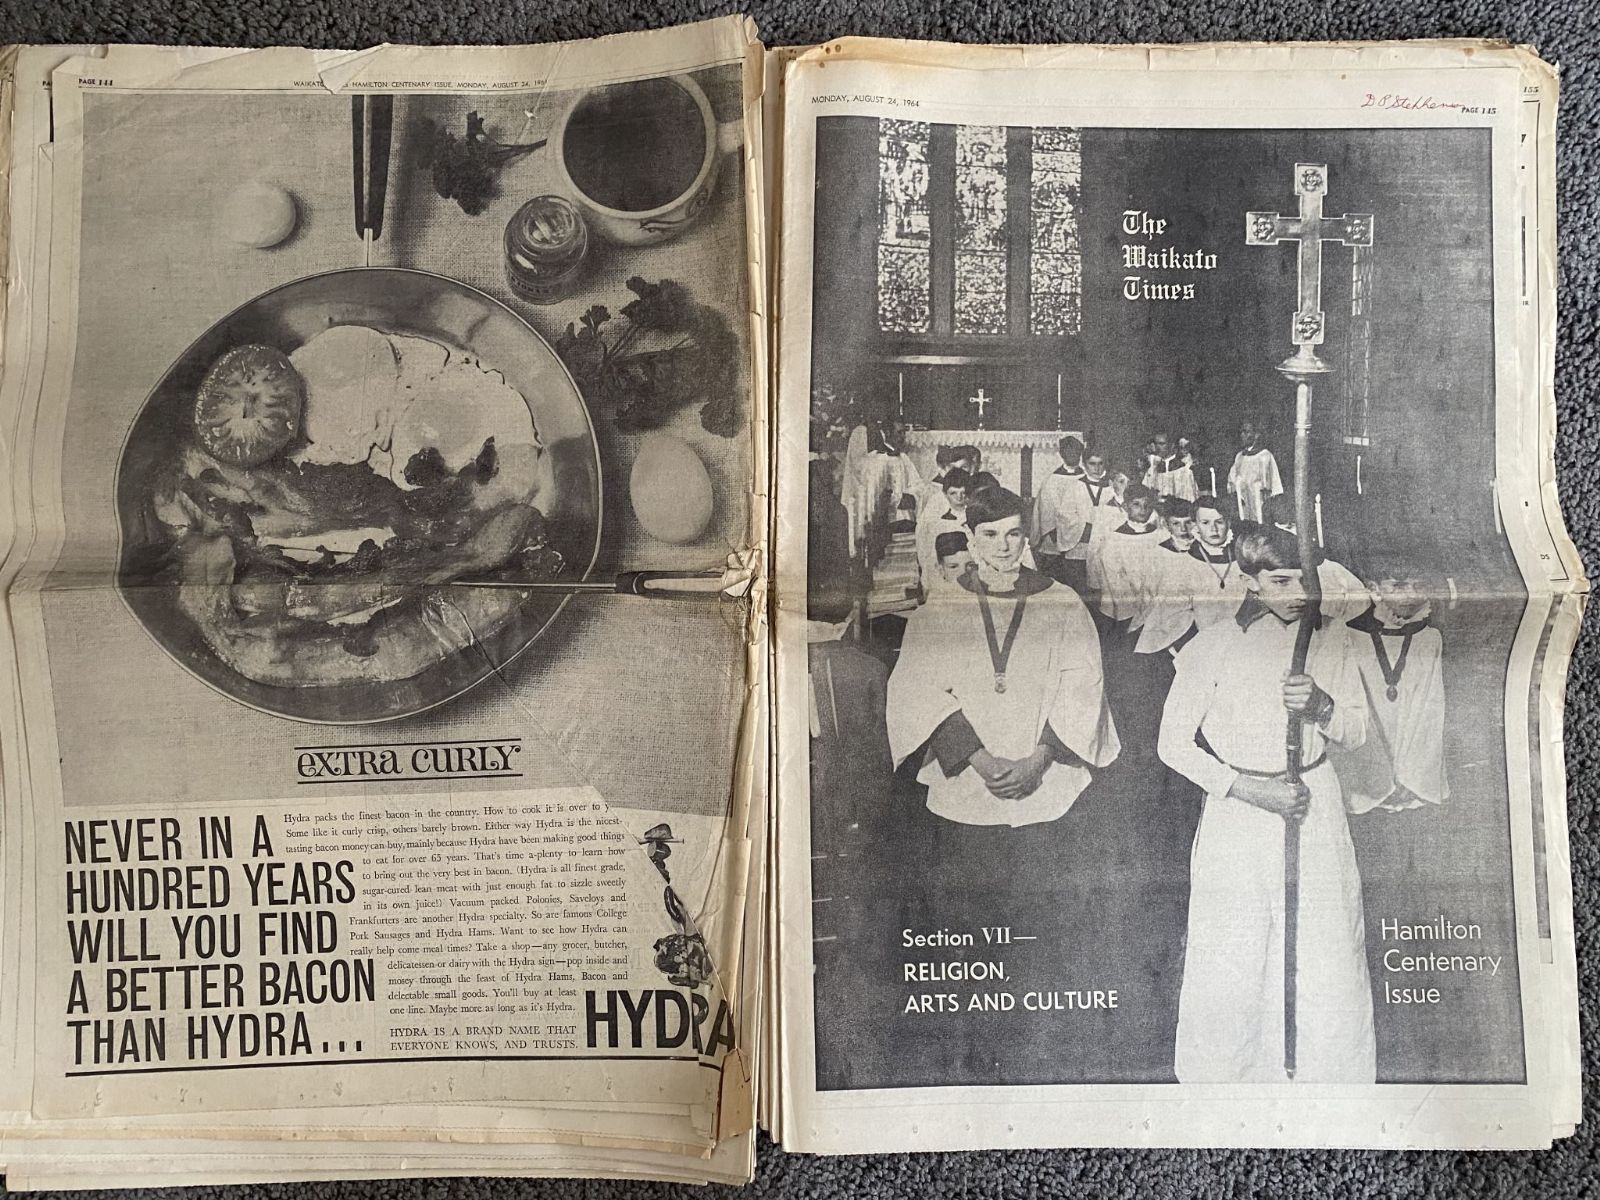 PAGE 144
WAIKATO HAMILTON CENTENARY ISSUE, MONDAY, AUGUST 24, 196
EXTRA CURLY
NEVER IN A
HUNDRED YEARS
WILL YOU FIND
A BETTER BACON
THAN HYDRA...
Hydra packs the finest bacon in the country. How to cook it is over to y
Some like it curly crisp, others barely brown. Either way Hydra is the nicest-
tasting bacon money can buy, mainly because Hydra have been making good things
to eat for over 65 years. That's time a-plenty to learn how
to bring out the very best in bacon. (Hydra is all finest grade,
sugar-cured lean meat with just enough fat to sizzle sweetly
in its own juice!) Vacuum packed Polonies, Saveloys and
Frankfurters are another Hydra specialty. So are famous College
Pork Sausages and Hydra Hams. Want to see how Hydra can
really help come meal times? Take a shop—any grocer, butcher,
delicatessen or dairy with the Hydra sign—pop inside and
mosey through the feast of Hydra Hams, Bacon and
delectable small goods. You'll buy at least
one line. Maybe more as long as it's Hydra.
HYDRA IS A BRAND NAME THAT
EVERYONE KNOWS, AND TRUSTS.
HYDRA
MONDAY, AUGUST 24, 1964
D P Stephenson
PAGE 145
155
The
Waikato
Times
Section VII—
RELIGION,
ARTS AND CULTURE
Hamilton
Centenary
Issue